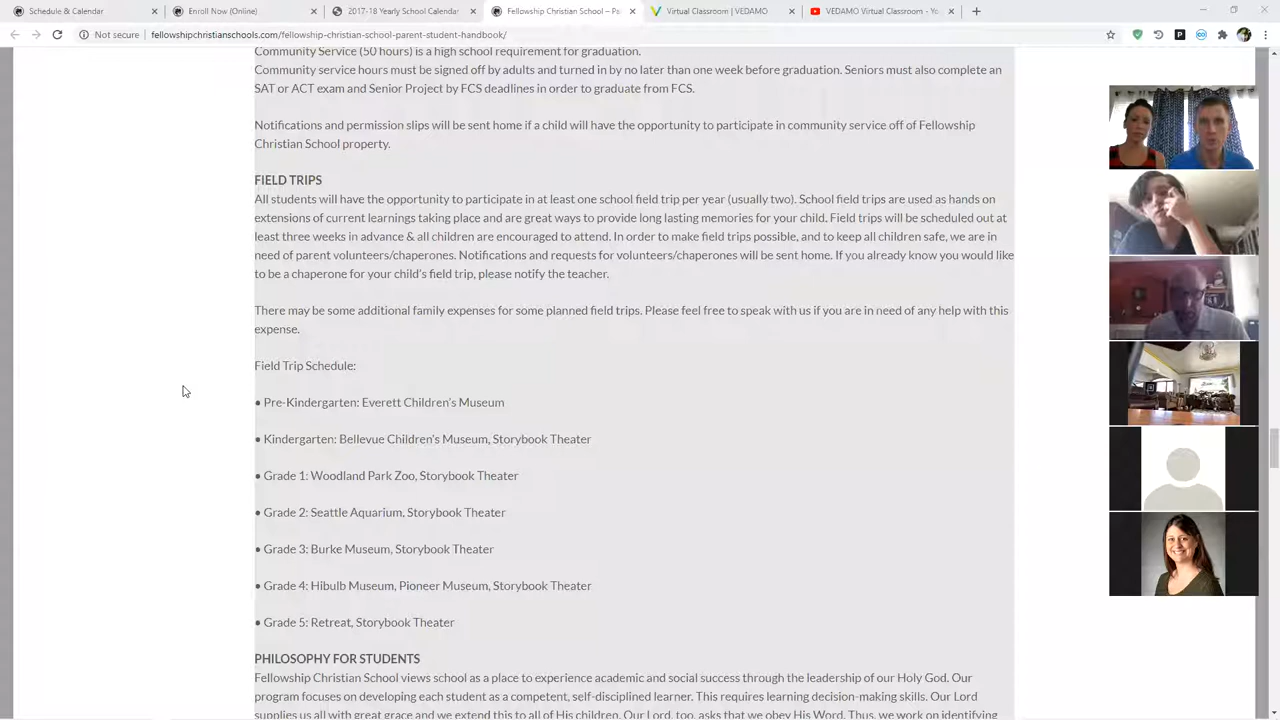 Schedule & Calendar
Enroll Now (Online)
2017-18 Yearly School Calendar
Fellowship Christian School – Pa
Virtual Classroom | VEDAMO
VEDAMO Virtual Classroom - Yo
Not secure
fellowshipchristianschools.com/fellowship-christian-school-parent-student-handbook/
Community Service (50 hours) is a high school requirement for graduation.
Community service hours must be signed off by adults and turned in by no later than one week before graduation. Seniors must also complete an
SAT or ACT exam and Senior Project by FCS deadlines in order to graduate from FCS.
Notifications and permission slips will be sent home if a child will have the opportunity to participate in community service off of Fellowship
Christian School property.
FIELD TRIPS
All students will have the opportunity to participate in at least one school field trip per year (usually two). School field trips are used as hands on
extensions of current learnings taking place and are great ways to provide long lasting memories for your child. Field trips will be scheduled out at
least three weeks in advance & all children are encouraged to attend. In order to make field trips possible, and to keep all children safe, we are in
need of parent volunteers/chaperones. Notifications and requests for volunteers/chaperones will be sent home. If you already know you would like
to be a chaperone for your child's field trip, please notify the teacher.
There may be some additional family expenses for some planned field trips. Please feel free to speak with us if you are in need of any help with this
expense.
Field Trip Schedule:
• Pre-Kindergarten: Everett Children's Museum
• Kindergarten: Bellevue Children's Museum, Storybook Theater
• Grade 1: Woodland Park Zoo, Storybook Theater
• Grade 2: Seattle Aquarium, Storybook Theater
• Grade 3: Burke Museum, Storybook Theater
• Grade 4: Hibulb Museum, Pioneer Museum, Storybook Theater
• Grade 5: Retreat, Storybook Theater
PHILOSOPHY FOR STUDENTS
Fellowship Christian School views school as a place to experience academic and social success through the leadership of our Holy God. Our
program focuses on developing each student as a competent, self-disciplined learner. This requires learning decision-making skills. Our Lord
supplies us all with great grace and we extend this to all of His children. Our Lord, too, asks that we obey His Word. Thus, we work on identifying